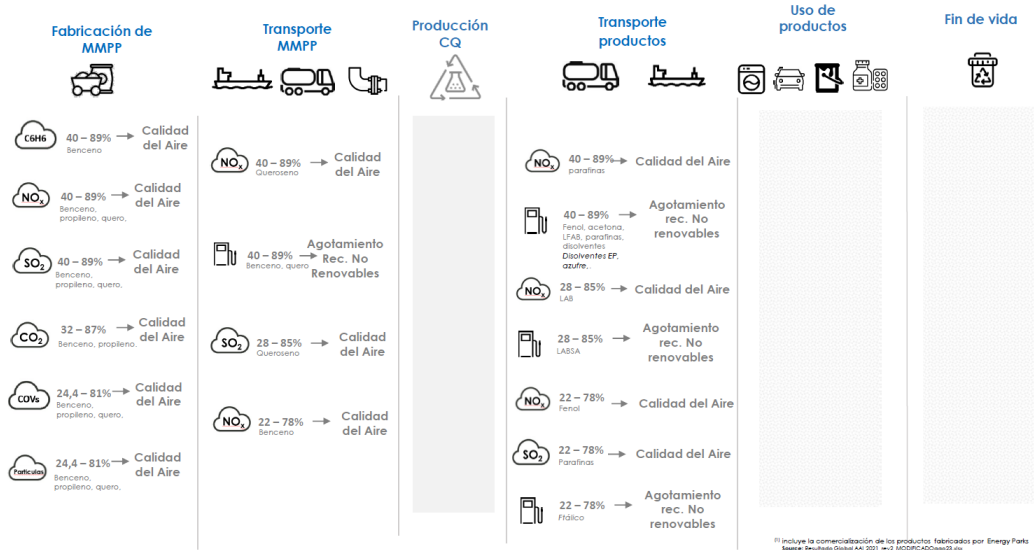 Fabricación de
MMPP
Transporte
MMPP
Producción
CQ
Transporte
productos
Uso de
productos
Fin de vida
C6H6
40 – 89%
Benceno
Calidad
del Aire
NOx
40 – 89%
Benceno,
propileno, quero,
Calidad
del Aire
SO2
40 – 89%
Benceno,
propileno, quero,
Calidad
del Aire
CO2
32 – 87%
Benceno, propileno,
Calidad
del Aire
COVs
24,4 – 81%
Benceno,
propileno, quero,
Calidad
del Aire
Partículas
24,4 – 81%
Benceno,
propileno, quero,
Calidad
del Aire
NOx
40 – 89%
Queroseno
Calidad
del Aire
40 – 89%
Benceno, quero
Agotamiento
Rec. No
Renovables
SO2
28 – 85%
Queroseno
Calidad
del Aire
NOx
22 – 78%
Benceno
Calidad
del Aire
NOx
40 – 89%
parafinas
Calidad del Aire
40 – 89%
Fenol, acetona,
LFAB, parafinas,
disolventes
Disolventes EP,
azufre,
Agotamiento
rec. No
renovables
NOx
28 – 85%
LAB
Calidad del Aire
28 – 85%
LABSA
Agotamiento
rec. No
renovables
NOx
22 – 78%
Fenol
Calidad del Aire
SO2
22 – 78%
Parafinas
Calidad del Aire
22 – 78%
Ftálico
Agotamiento
rec. No
renovables
incluye la comercialización de los productos fabricados por Energy Parks
Source: Resultado Global AAI 2021_rev2_MODIFICADOago23.xlsx